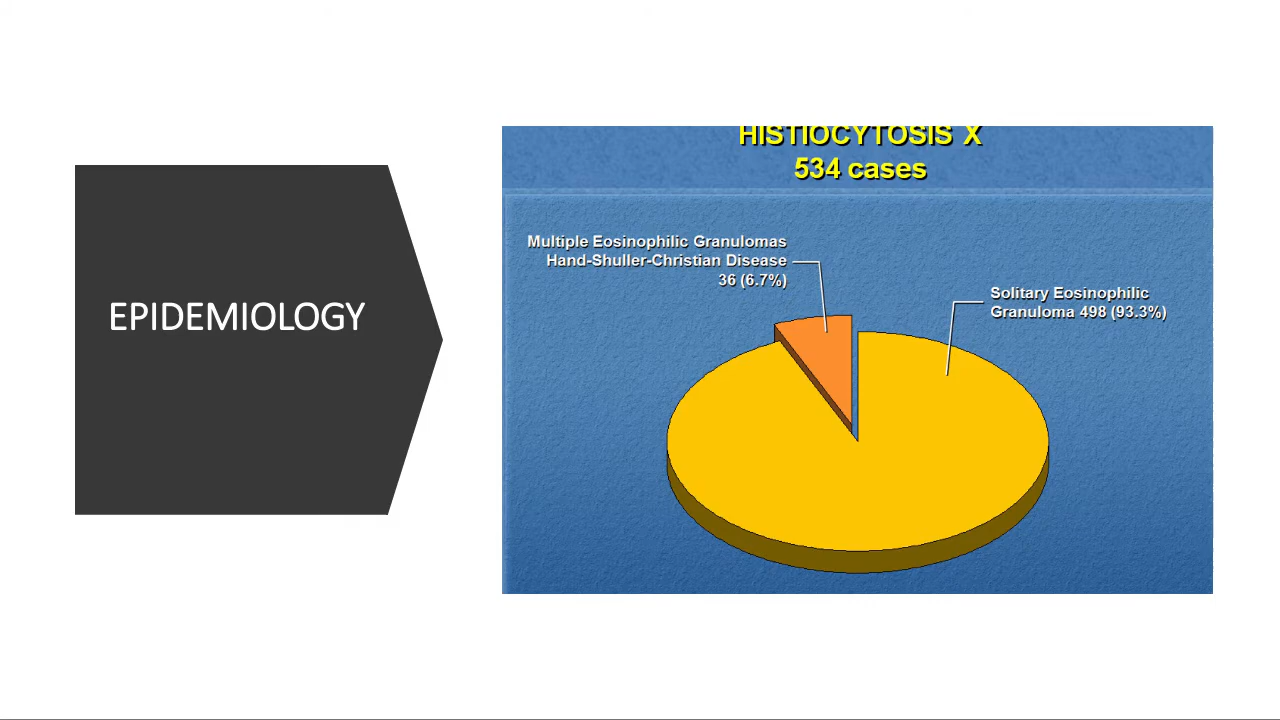 EPIDEMIOLOGY
HISTIOCYTOSIS X
534 cases
Multiple Eosinophilic Granulomas
Hand-Shuller-Christian Disease
36 (6.7%)
Solitary Eosinophilic
Granuloma 498 (93.3%)